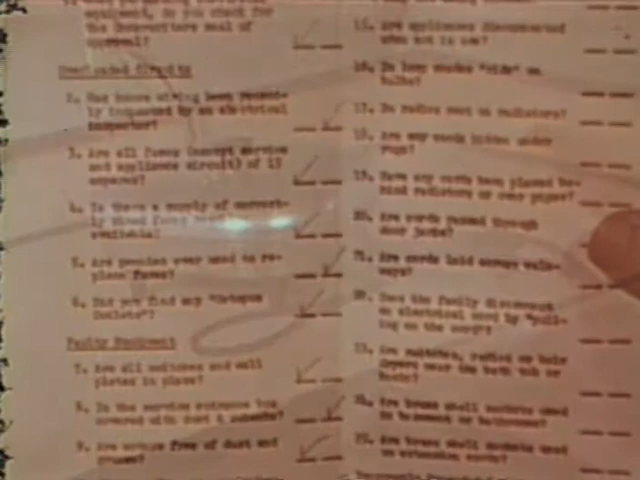 equipment, do you check for
the Inspectors seal of
approval?
Overloaded Circuits
2. Has house wiring been recent-
ly inspected by an electrical
inspector?
3. Are all fuses (except service
and appliance circuit) of 15
amperes?
4. Is there a supply of correct-
ly sized fuses
available?
5. Are pennies ever used to re-
place fuses?
6. Did you find any "Octopus
Outlets"?
Faulty Equipment
7. Are all switches and wall
plates in place?
8. Is the service entrance box
covered with dust & cobwebs?
9. Are motors free of dust and
grease?
15. Are appliances disconnected
when not in use?
16. Do lamp shades "ride" on
bulbs?
17. Do radios rest on radiators?
18. Are any cords hidden under
rugs?
19. Have any cords been placed be-
hind radiators or over pipes?
20. Are cords passed through
door jambs?
21. Are cords laid across walk-
ways?
22. Does the family disconnect
an electrical cord by "pull-
ing on the cord"?
23. Are switches, radios or hair
dryers near the bath tub or
24. Are brass shell sockets used
in basement or bathrooms?
25. Are brass shell sockets used
on extension cords?